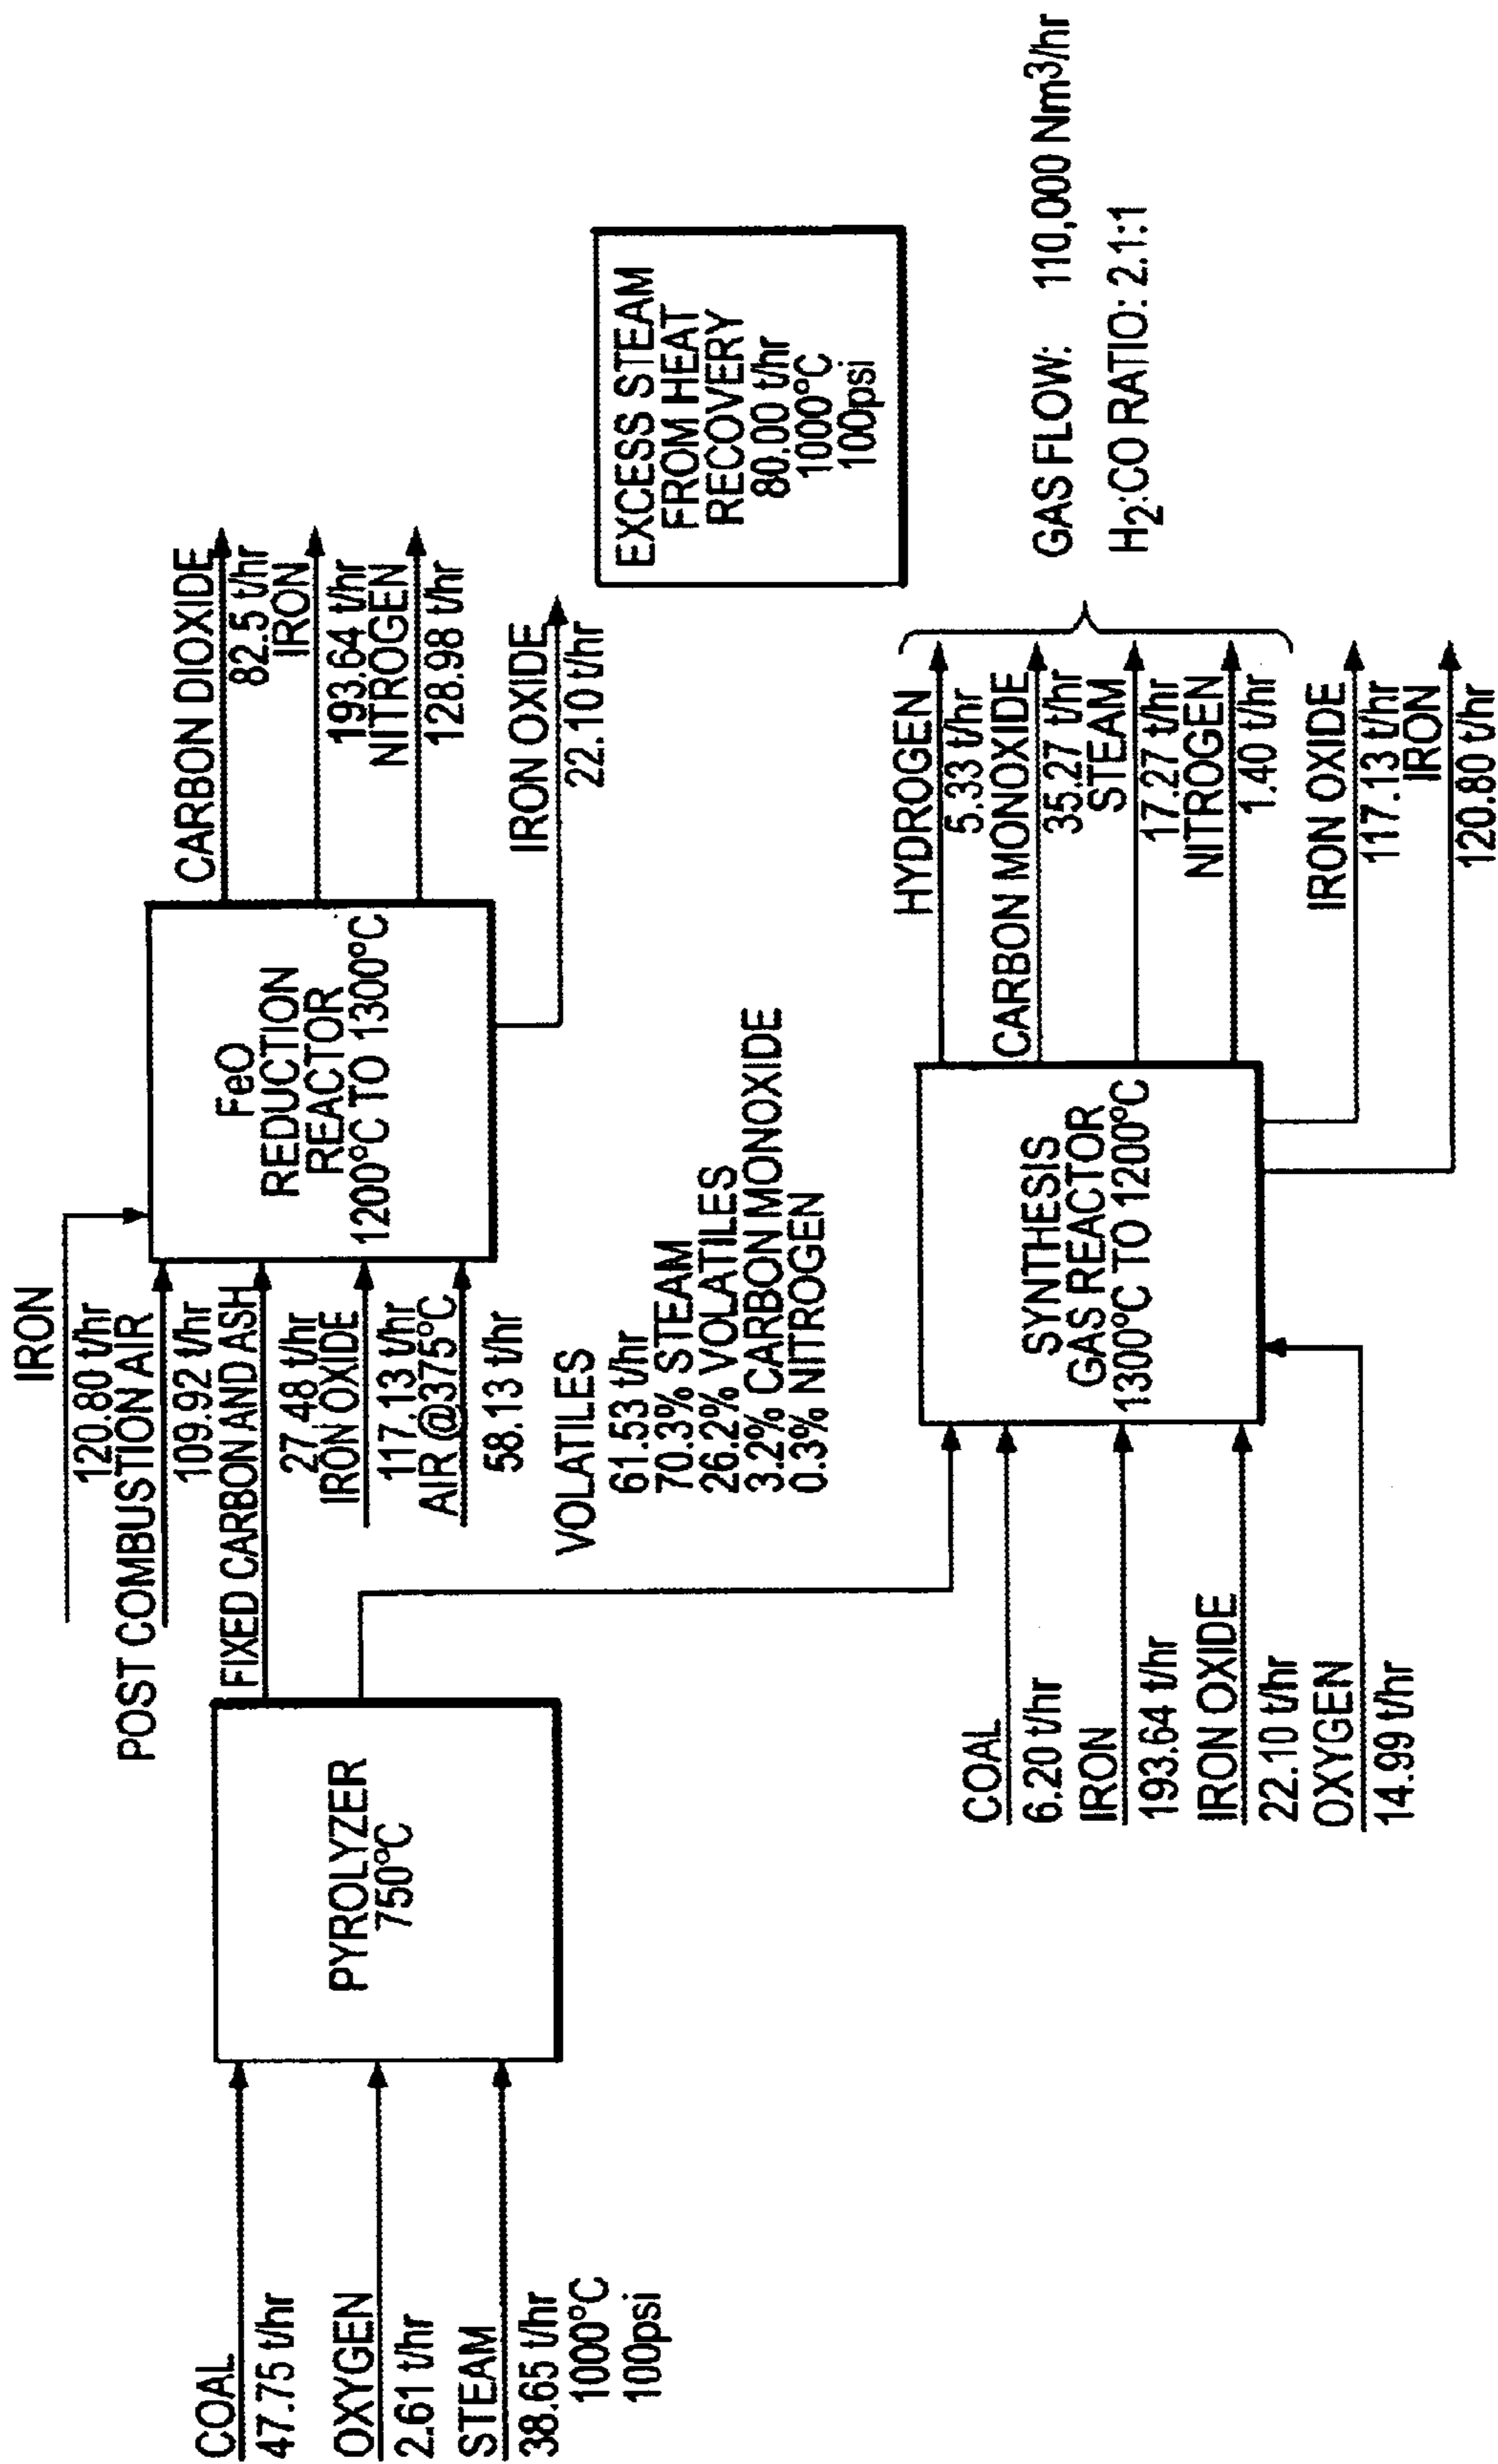 COAL
47.75 t/hr
OXYGEN
2.61 t/hr
STEAM
38.65 t/hr
1000°C
100psi
PYROLYZER
750°C
IRON
120.80 t/hr
POST COMBUSTION AIR
109.92 t/hr
FIXED CARBON AND ASH
27.48 t/hr
IRON OXIDE
117.13 t/hr
AIR @375°C
58.13 t/hr
FeO
REDUCTION
REACTOR
1200°C TO 1300°C
CARBON DIOXIDE
82.5 t/hr
IRON
193.64 t/hr
NITROGEN
128.98 t/hr
IRON OXIDE
22.10 t/hr
VOLATILES
61.53 t/hr
70.3% STEAM
26.2% VOLATILES
3.2% CARBON MONOXIDE
0.3% NITROGEN
EXCESS STEAM
FROM HEAT
RECOVERY
80.00 t/hr
1000°C
100psi
COAL
6.20 t/hr
IRON
193.64 t/hr
IRON OXIDE
22.10 t/hr
OXYGEN
14.99 t/hr
SYNTHESIS
GAS REACTOR
1300°C TO 1200°C
HYDROGEN
5.33 t/hr
CARBON MONOXIDE
35.27 t/hr
STEAM
17.27 t/hr
NITROGEN
1.40 t/hr
IRON OXIDE
117.13 t/hr
IRON
120.80 t/hr
GAS FLOW: 110,000 Nm³/hr
H₂:CO RATIO: 2.1:1